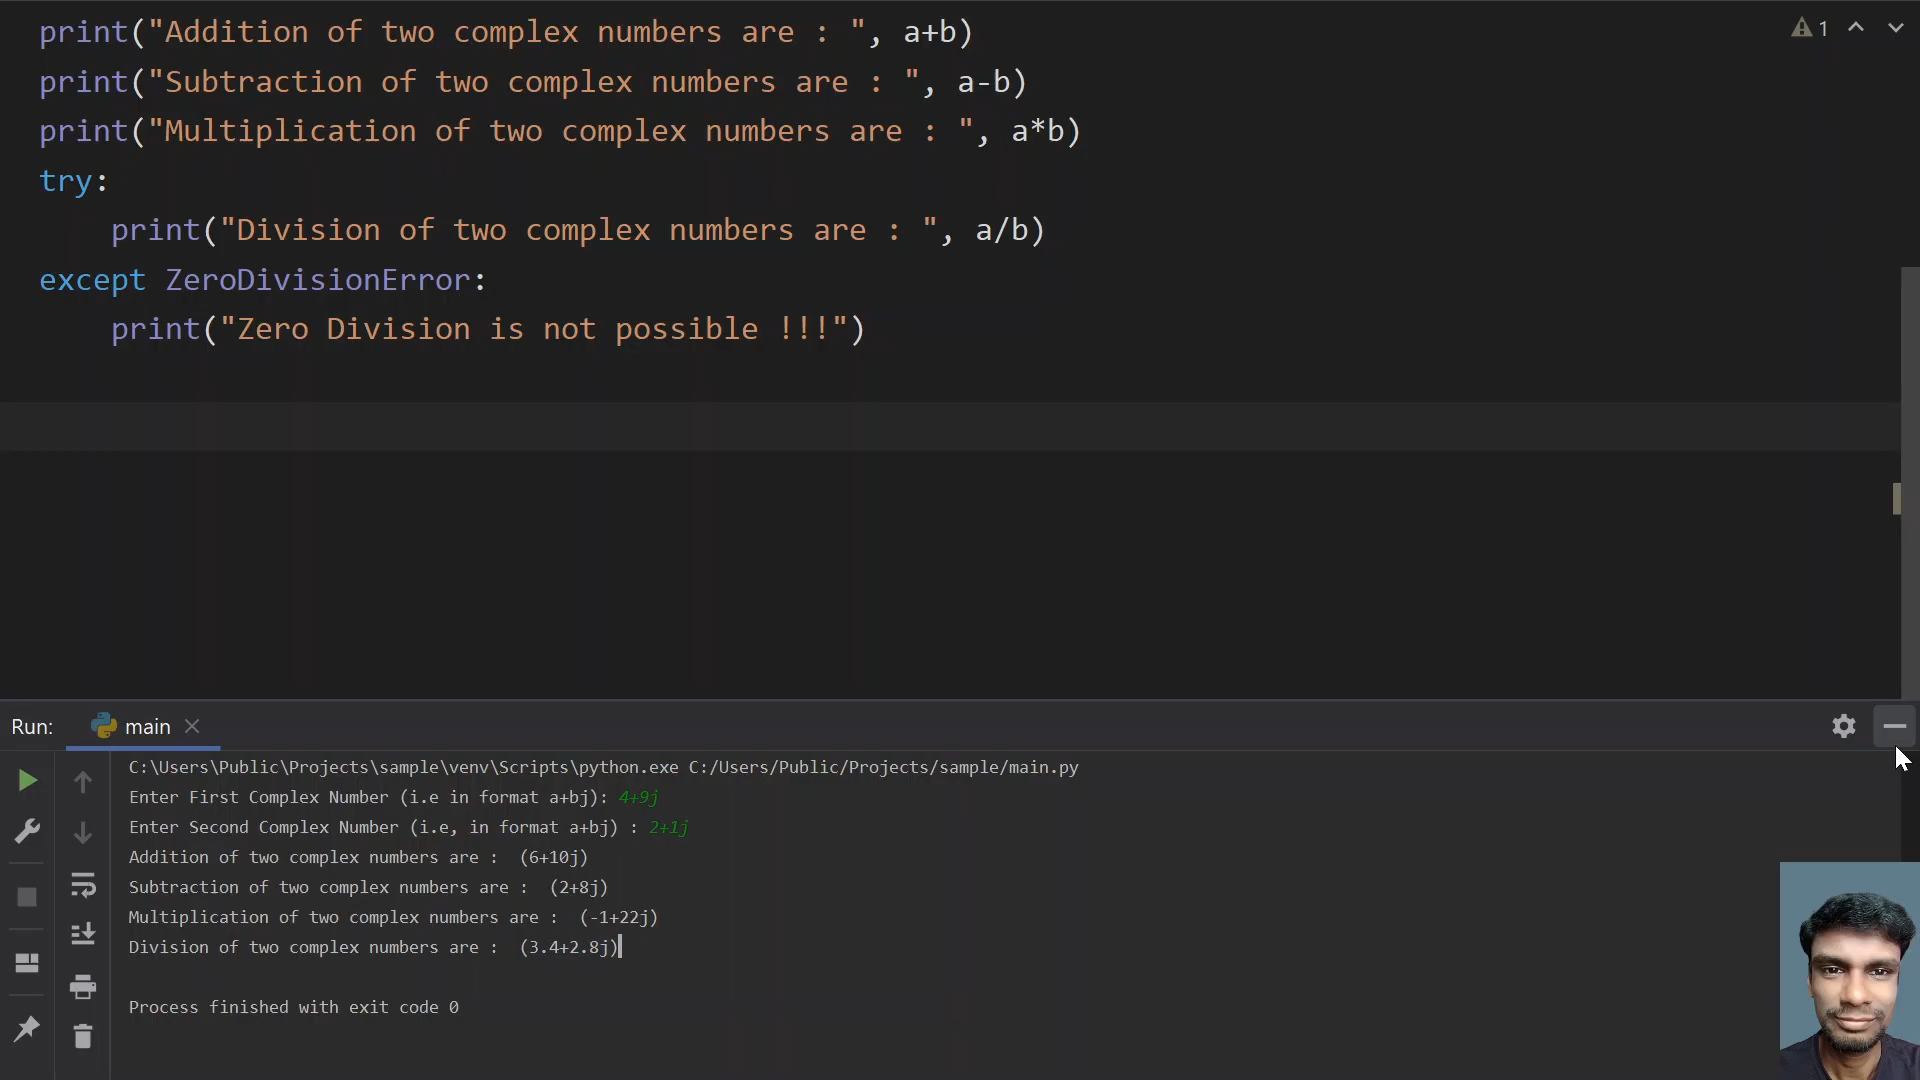 print("Addition of two complex numbers are : ", a+b)
1
print("Subtraction of two complex numbers are : ", a-b)
print("Multiplication of two complex numbers are : ", a*b)
try:
    print("Division of two complex numbers are : ", a/b)
except ZeroDivisionError:
    print("Zero Division is not possible !!!")
Run: main
C:\Users\Public\Projects\sample\venv\Scripts\python.exe C:/Users/Public/Projects/sample/main.py
Enter First Complex Number (i.e in format a+bj): 4+9j
Enter Second Complex Number (i.e, in format a+bj) : 2+1j
Addition of two complex numbers are :  (6+10j)
Subtraction of two complex numbers are :  (2+8j)
Multiplication of two complex numbers are :  (-1+22j)
Division of two complex numbers are :  (3.4+2.8j)
Process finished with exit code 0